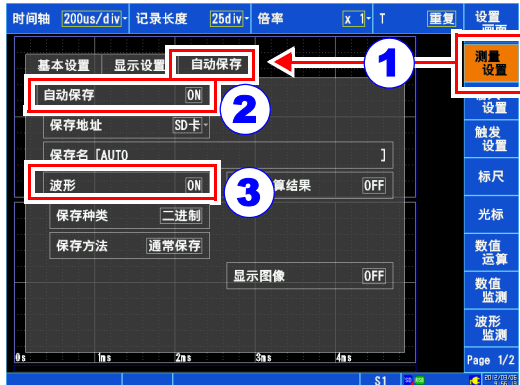 时间轴 200us/div 记录长度 25div 倍率 x 1 T 重复 设置
画面
基本设置 显示设置 自动保存
1
测量
设置
自动保存 ON
2
设置
保存地址 SD卡
触发
设置
保存名 [AUTO ]
波形 ON
3
算结果 OFF
标尺
保存种类 二进制
光标
保存方法 通常保存
数值
运算
显示图像 OFF
数值
监测
波形
监测
0s 1ms 2ms 3ms 4ms
Page 1/2
S1 SD USB